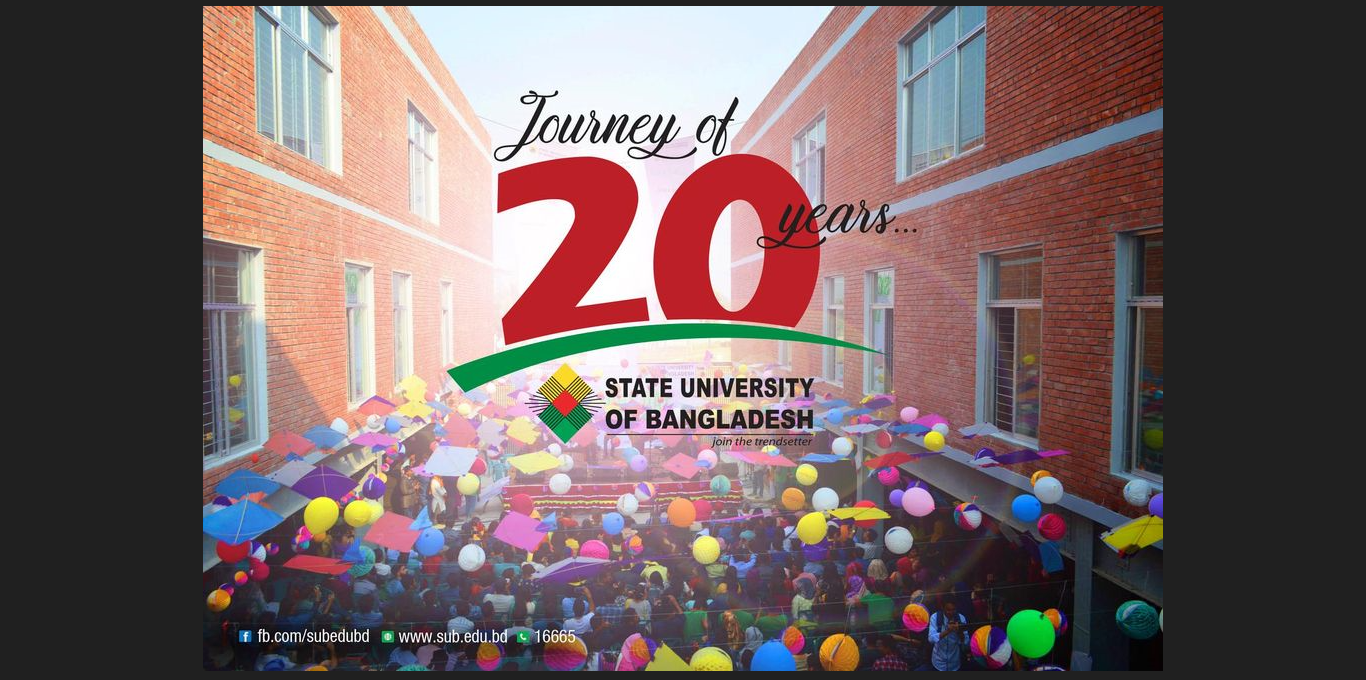 Journey of
20
years...
STATE UNIVERSITY
OF BANGLADESH
join the trendsetter
fb.com/subedubd www.sub.edu.bd 16665